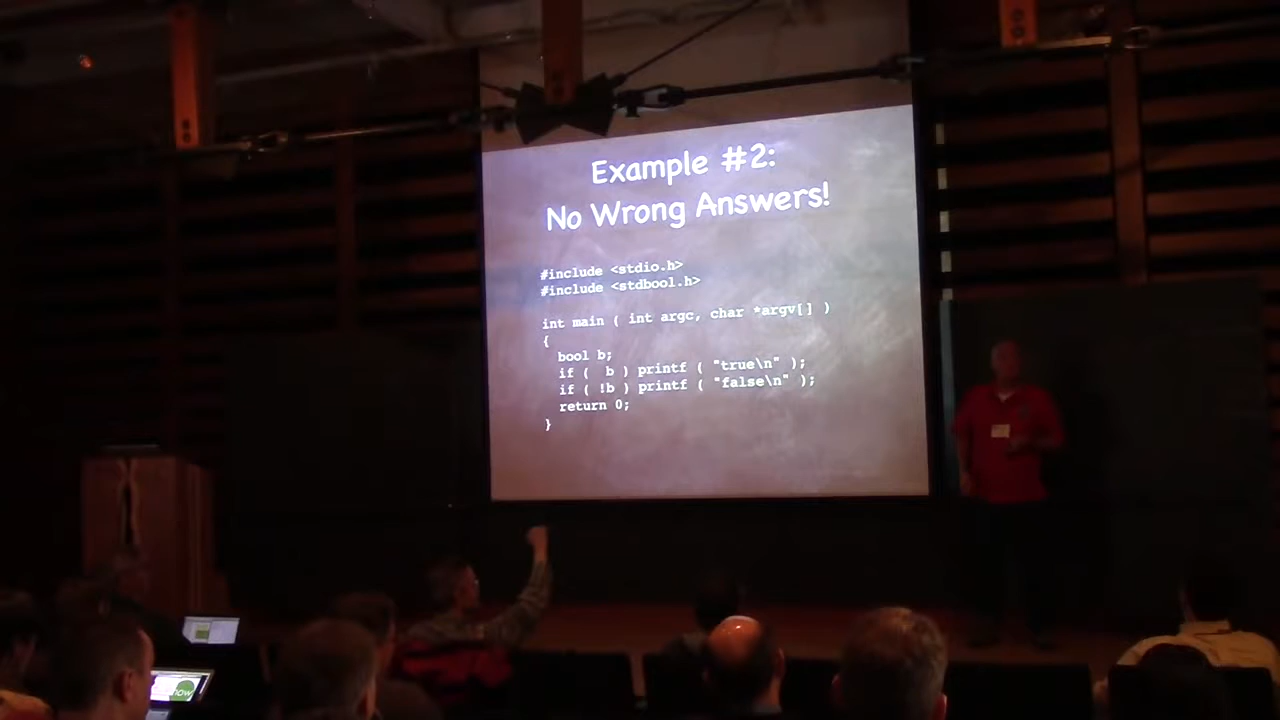 Example #2:
No Wrong Answers!
#include <stdio.h>
#include <stdbool.h>
int main ( int argc, char *argv[] )
{
bool b;
if ( b ) printf ( "true\n" );
if ( !b ) printf ( "false\n" );
return 0;
}
now